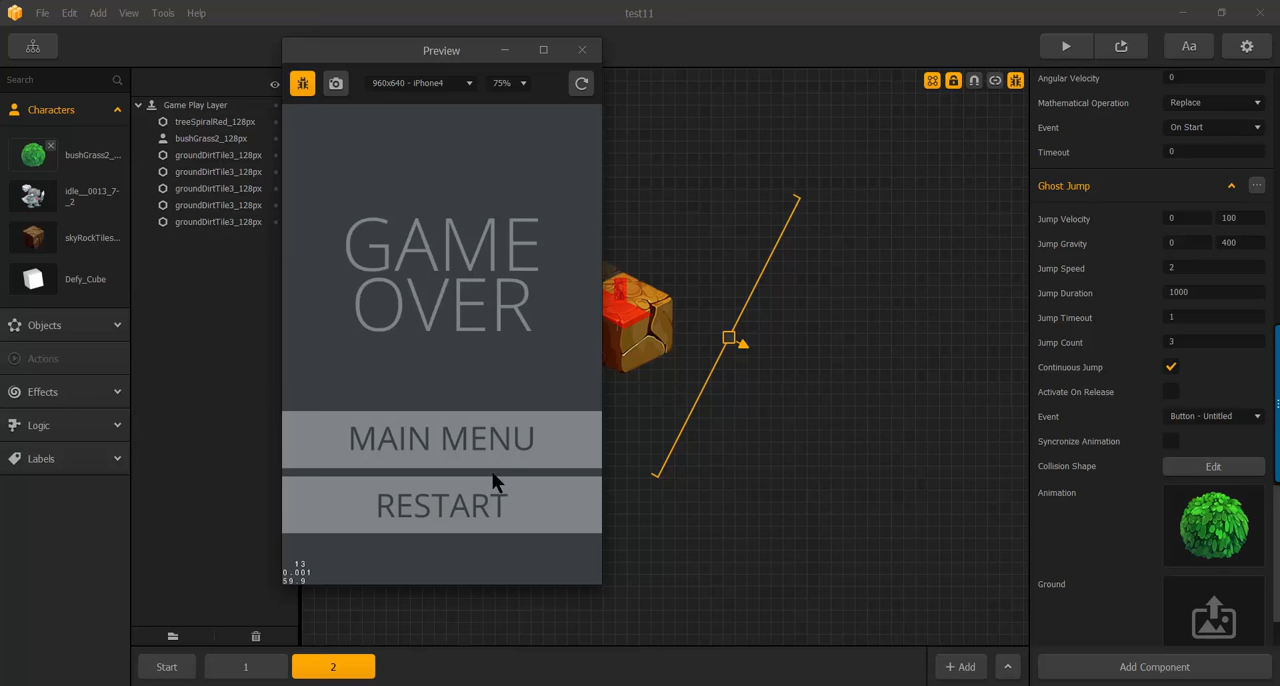 File Edit Add View Tools Help
test11
Preview
Aa
Search
960x640 - iPhone4
75%
Characters
bushGrass2_...
idle__0013_7-
_2
skyRockTiles...
Defy_Cube
Objects
Actions
Effects
Logic
Labels
Game Play Layer
treeSpiralRed_128px
bushGrass2_128px
groundDirtTile3_128px
groundDirtTile3_128px
groundDirtTile3_128px
groundDirtTile3_128px
groundDirtTile3_128px
GAME
OVER
MAIN MENU
RESTART
13
0.001
59.9
Angular Velocity 0
Mathematical Operation Replace
Event On Start
Timeout 0
Ghost Jump
Jump Velocity 0 100
Jump Gravity 0 400
Jump Speed 2
Jump Duration 1000
Jump Timeout 1
Jump Count 3
Continuous Jump
Activate On Release
Event Button - Untitled
Syncronize Animation
Collision Shape Edit
Animation
Ground
Start 1 2
+ Add
Add Component